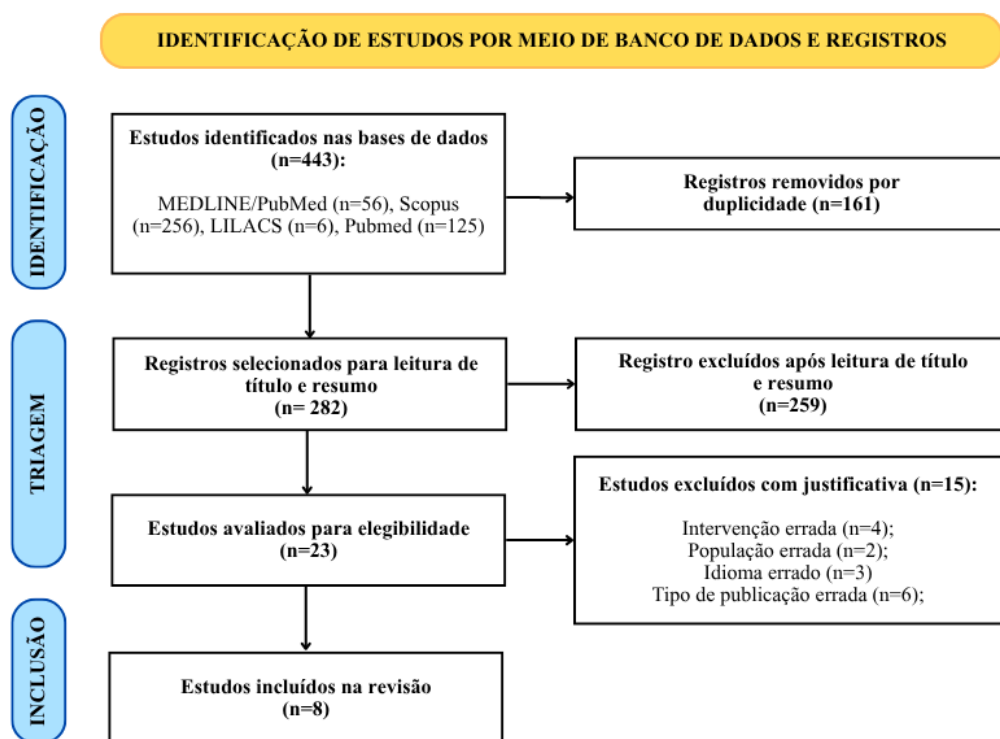 IDENTIFICAÇÃO DE ESTUDOS POR MEIO DE BANCO DE DADOS E REGISTROS
IDENTIFICAÇÃO
Estudos identificados nas bases de dados
(n=443):
MEDLINE/PubMed (n=56), Scopus
(n=256), LILACS (n=6), Pubmed (n=125)
Registros removidos por
duplicidade (n=161)
TRIAGEM
Registros selecionados para leitura de
título e resumo
(n= 282)
Registro excluídos após leitura de título
e resumo
(n=259)
Estudos avaliados para elegibilidade
(n=23)
Estudos excluídos com justificativa (n=15):
Intervenção errada (n=4);
População errada (n=2);
Idioma errado (n=3)
Tipo de publicação errada (n=6);
INCLUSÃO
Estudos incluídos na revisão
(n=8)